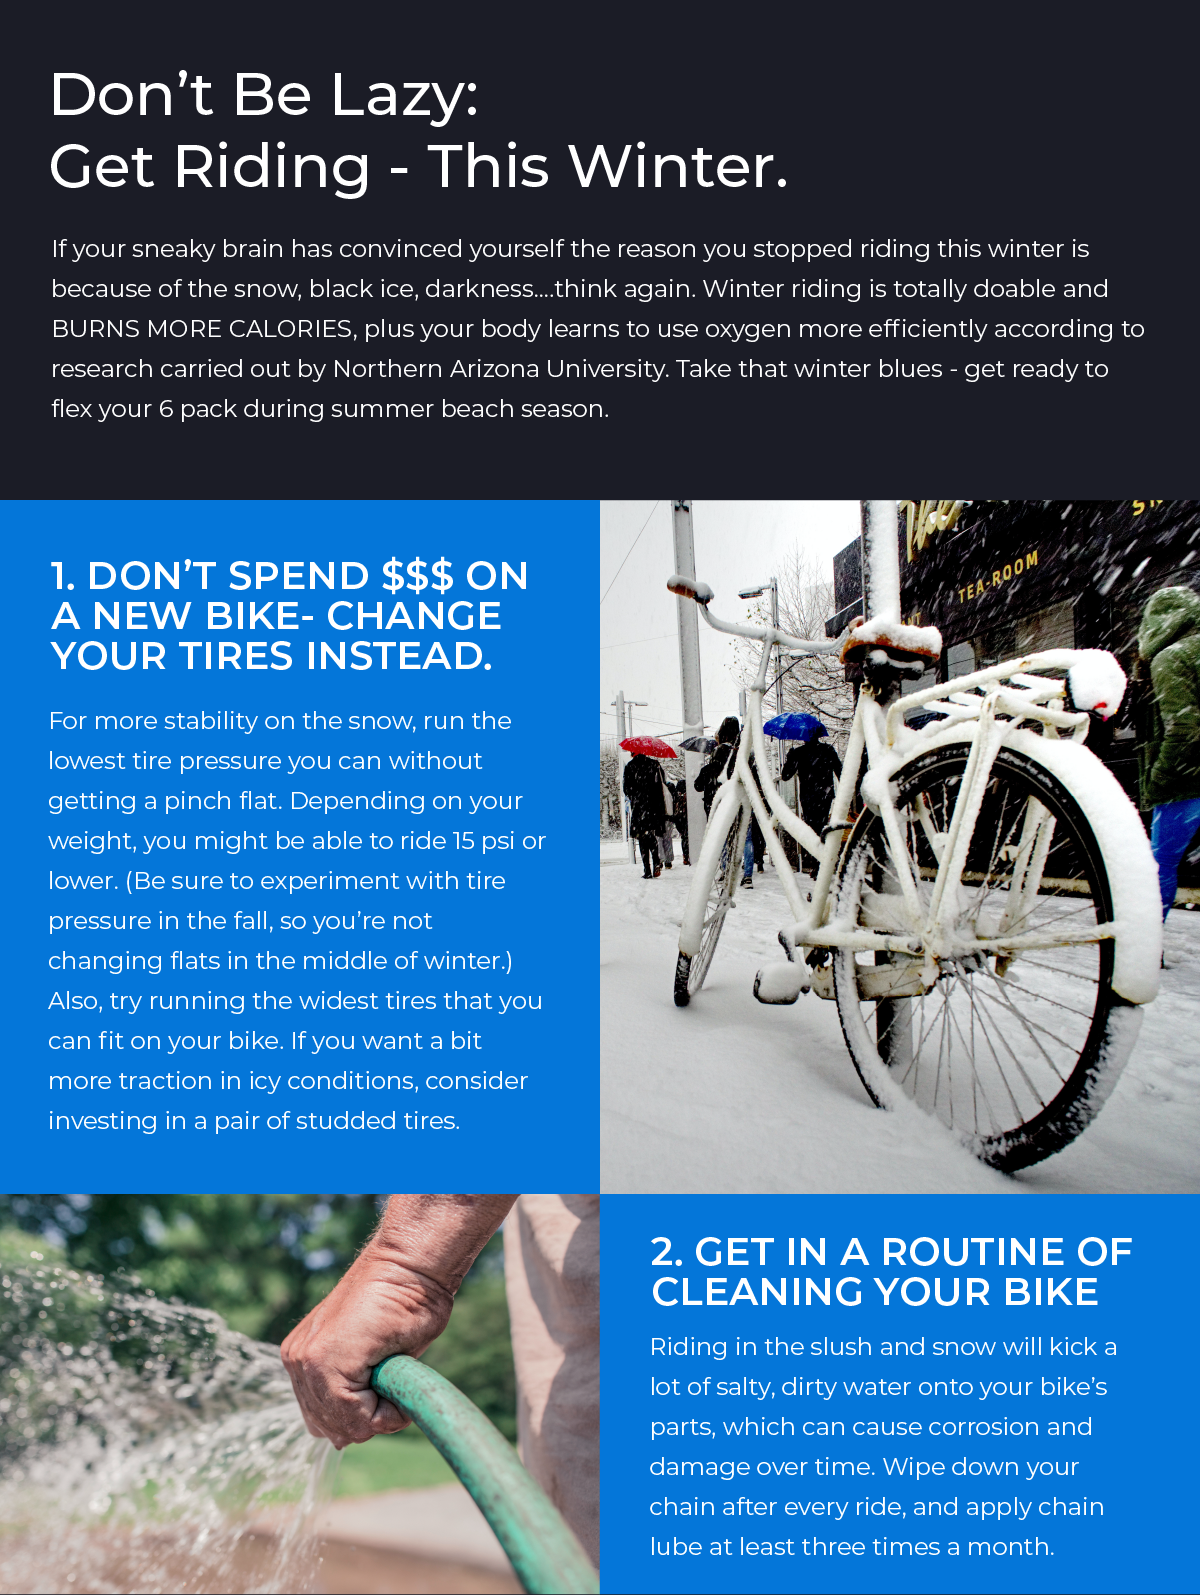 Don’t Be Lazy:
Get Riding - This Winter.
If your sneaky brain has convinced yourself the reason you stopped riding this winter is
because of the snow, black ice, darkness....think again. Winter riding is totally doable and
BURNS MORE CALORIES, plus your body learns to use oxygen more efficiently according to
research carried out by Northern Arizona University. Take that winter blues - get ready to
flex your 6 pack during summer beach season.
1. DON’T SPEND $$$ ON
A NEW BIKE- CHANGE
YOUR TIRES INSTEAD.
For more stability on the snow, run the
lowest tire pressure you can without
getting a pinch flat. Depending on your
weight, you might be able to ride 15 psi or
lower. (Be sure to experiment with tire
pressure in the fall, so you’re not
changing flats in the middle of winter.)
Also, try running the widest tires that you
can fit on your bike. If you want a bit
more traction in icy conditions, consider
investing in a pair of studded tires.
The
TEA-ROOM
2. GET IN A ROUTINE OF
CLEANING YOUR BIKE
Riding in the slush and snow will kick a
lot of salty, dirty water onto your bike’s
parts, which can cause corrosion and
damage over time. Wipe down your
chain after every ride, and apply chain
lube at least three times a month.